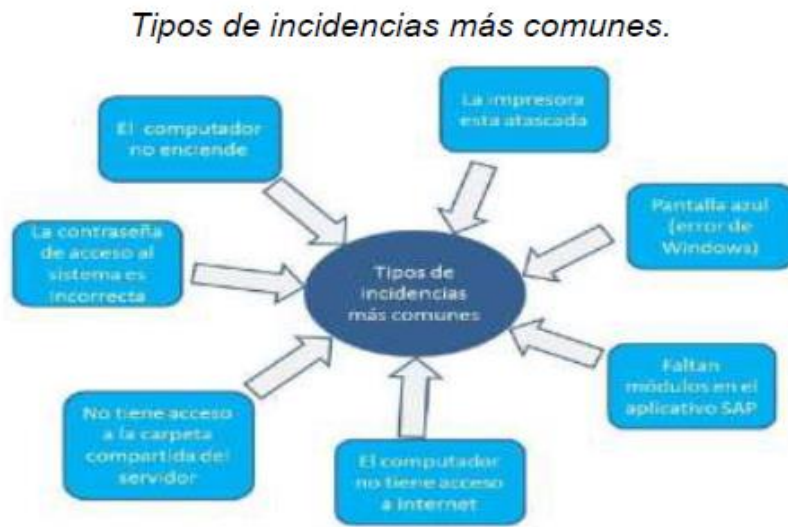 Tipos de incidencias más comunes.
El computador
no enciende
La impresora
esta atascada
La contraseña
de acceso al
sistema es
incorrecta
Pantalla azul
(error de
Windows)
Tipos de
incidencias
más comunes
Faltan
módulos en el
aplicativo SAP
No tiene acceso
a la carpeta
compartida del
servidor
El computador
no tiene acceso
a Internet